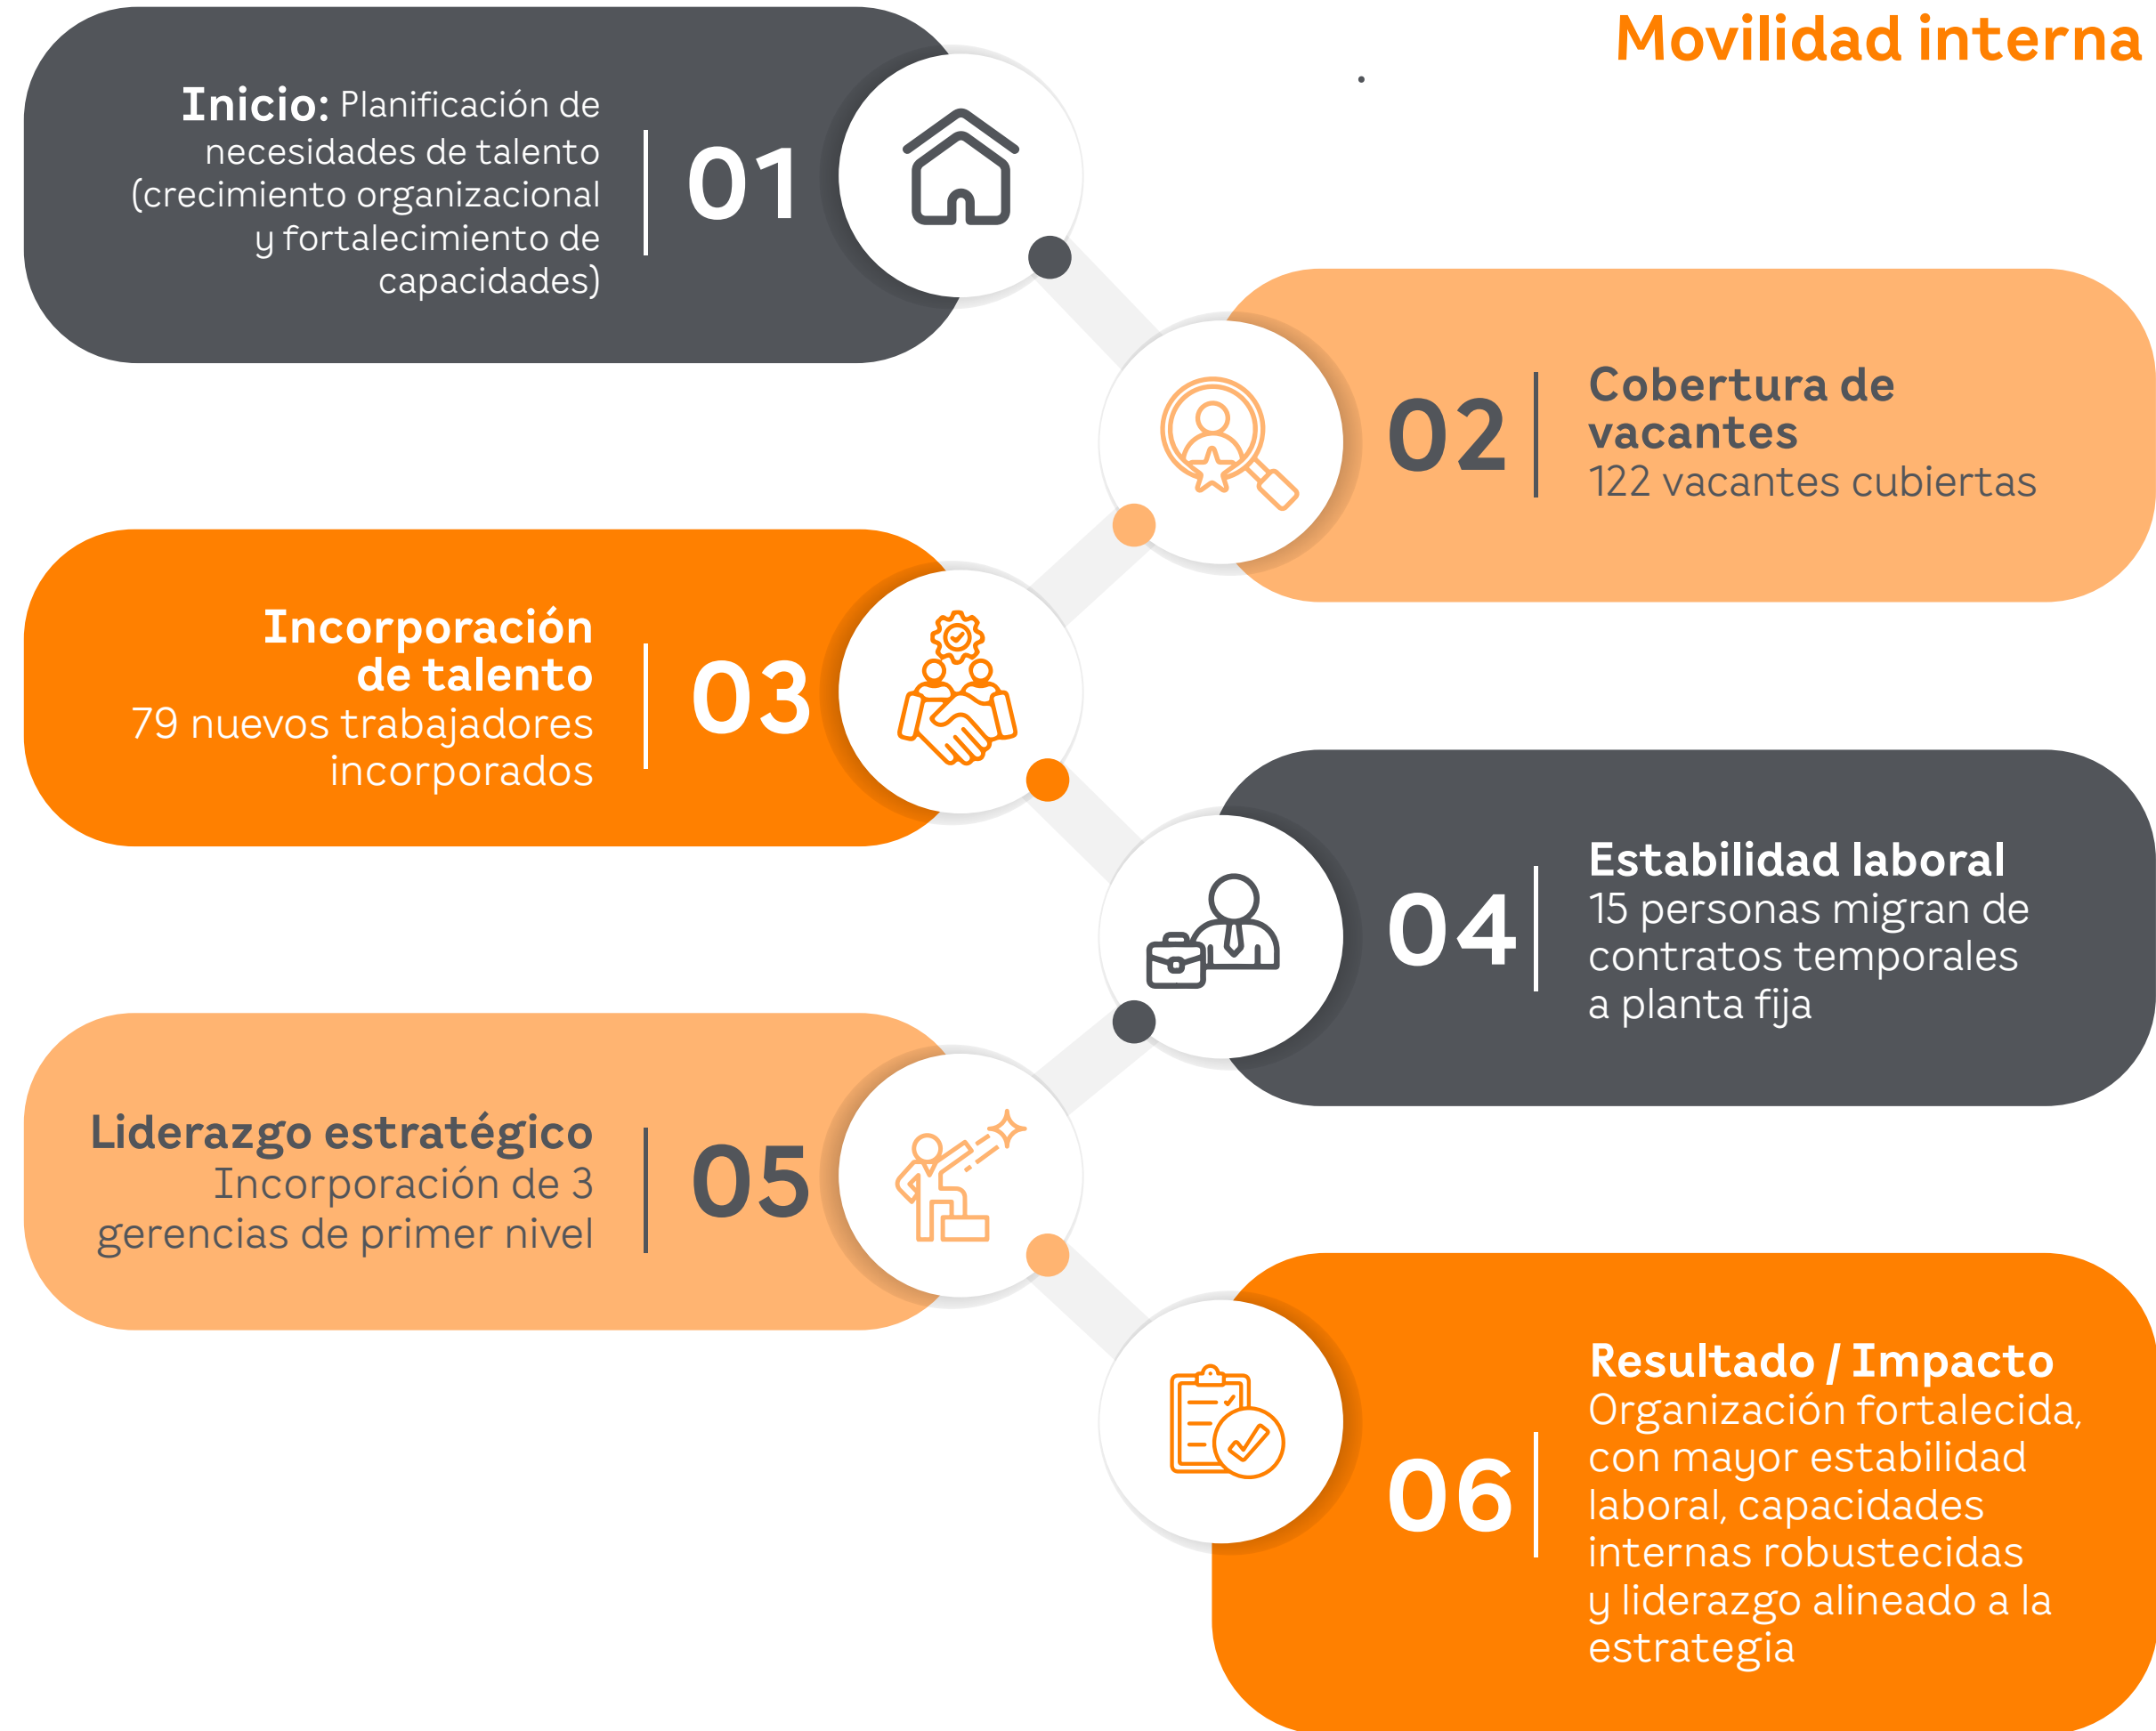 Movilidad interna
Inicio: Planificación de
necesidades de talento
(crecimiento organizacional
y fortalecimiento de
capacidades)
01
02
Cobertura de
vacantes
122 vacantes cubiertas
Incorporación
de talento
79 nuevos trabajadores
incorporados
03
04
Estabilidad laboral
15 personas migran de
contratos temporales
a planta fija
Liderazgo estratégico
Incorporación de 3
gerencias de primer nivel
05
06
Resultado / Impacto
Organización fortalecida,
con mayor estabilidad
laboral, capacidades
internas robustecidas
y liderazgo alineado a la
estrategia